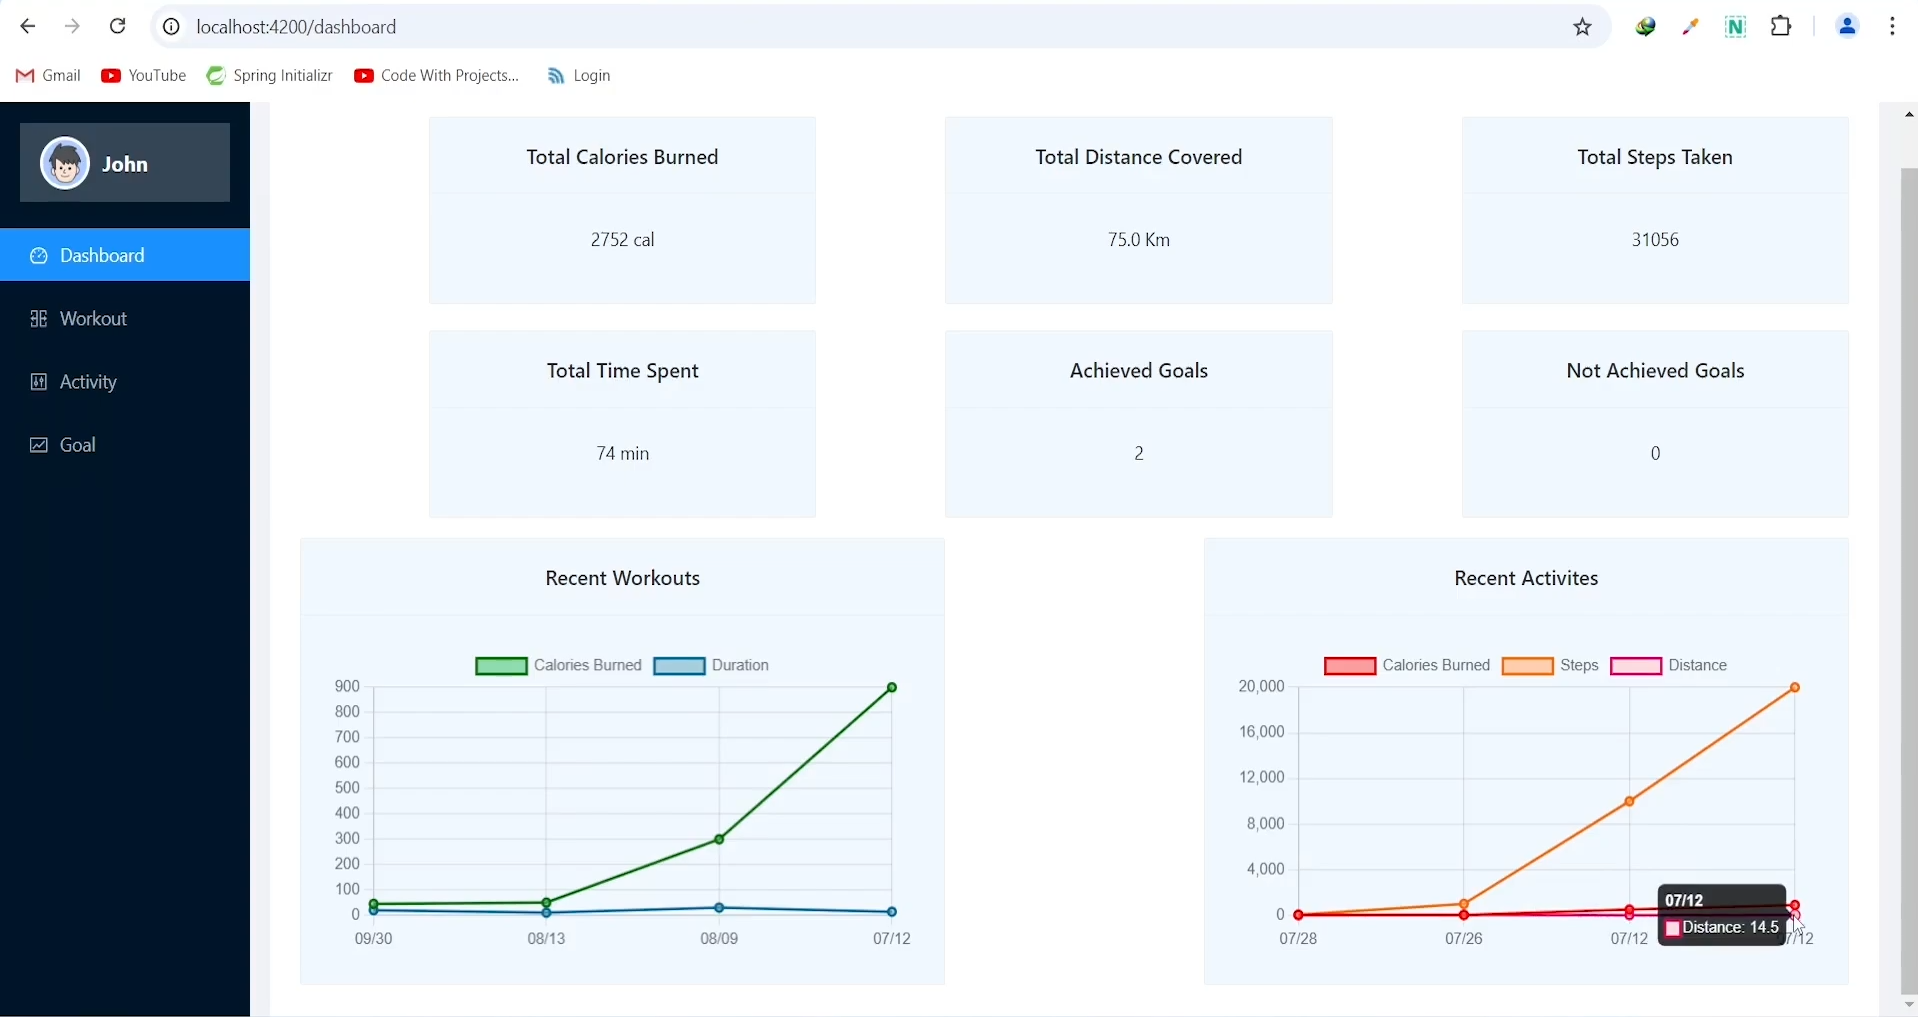 localhost:4200/dashboard
Gmail YouTube Spring Initializr Code With Projects... Login
John
Dashboard
Workout
Activity
Goal
Total Calories Burned
2752 cal
Total Distance Covered
75.0 Km
Total Steps Taken
31056
Total Time Spent
74 min
Achieved Goals
2
Not Achieved Goals
0
Recent Workouts
Calories Burned Duration
900
800
700
600
500
400
300
200
100
0
09/30 08/13 08/09 07/12
Recent Activites
Calories Burned Steps Distance
20,000
16,000
12,000
8,000
4,000
0
07/28 07/26 07/12 07/12
07/12
Distance: 14.5